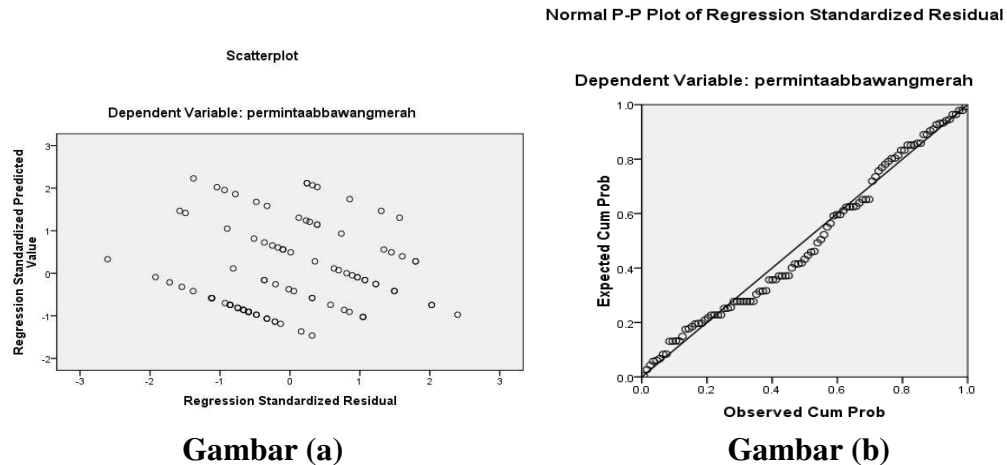 Scatterplot
Dependent Variable: permintaabbawangmerah
Regression Standardized Predicted
Value
3
2
1
0
-1
-2
-3
-2
-1
0
1
2
3
Regression Standardized Residual
Gambar (a)
Normal P-P Plot of Regression Standardized Residual
Dependent Variable: permintaabbawangmerah
Expected Cum Prob
1.0
0.8
0.6
0.4
0.2
0.0
0.0
0.2
0.4
0.6
0.8
1.0
Observed Cum Prob
Gambar (b)